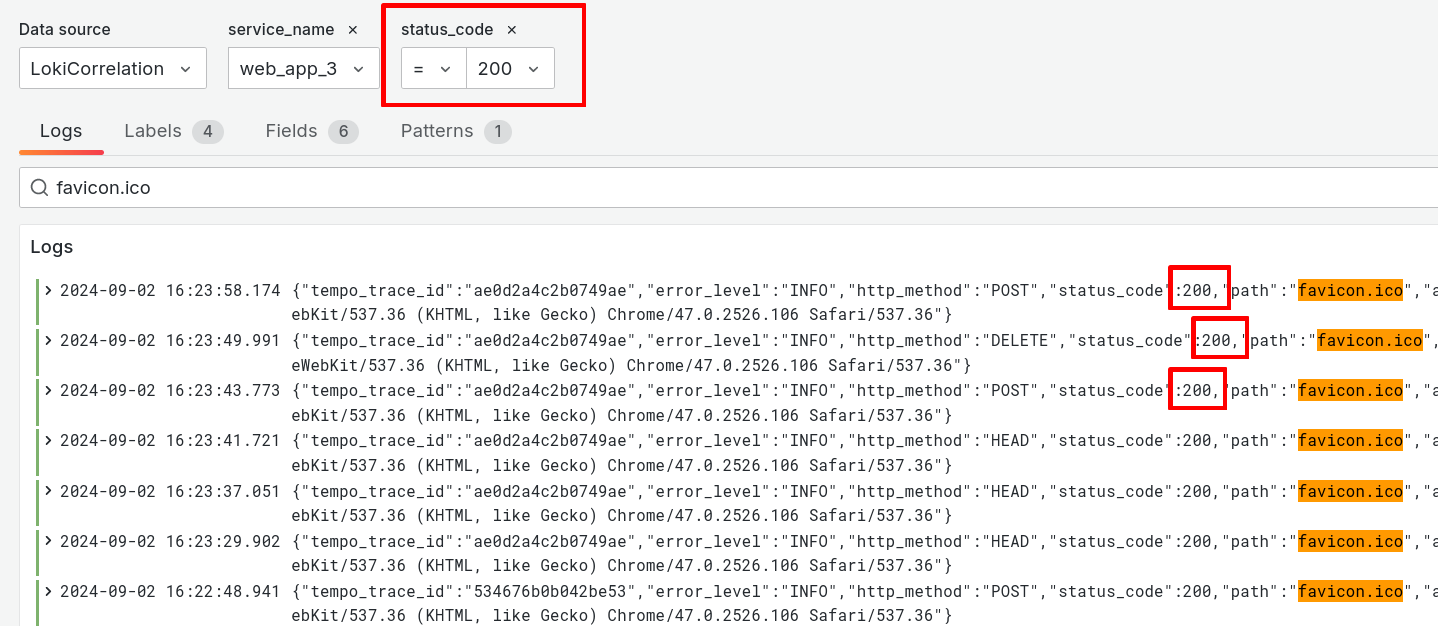 Data source service_name × status_code ×
LokiCorrelation web_app_3 = 200
Logs Labels 4 Fields 6 Patterns 1
favicon.ico
Logs
2024-09-02 16:23:58.174 {"tempo_trace_id":"ae0d2a4c2b0749ae","error_level":"INFO","http_method":"POST","status_code":200,"path":"favicon.ico","a
ebKit/537.36 (KHTML, like Gecko) Chrome/47.0.2526.106 Safari/537.36"}
2024-09-02 16:23:49.991 {"tempo_trace_id":"ae0d2a4c2b0749ae","error_level":"INFO","http_method":"DELETE","status_code":200,"path":"favicon.ico",
eWebKit/537.36 (KHTML, like Gecko) Chrome/47.0.2526.106 Safari/537.36"}
2024-09-02 16:23:43.773 {"tempo_trace_id":"ae0d2a4c2b0749ae","error_level":"INFO","http_method":"POST","status_code":200,"path":"favicon.ico","a
ebKit/537.36 (KHTML, like Gecko) Chrome/47.0.2526.106 Safari/537.36"}
2024-09-02 16:23:41.721 {"tempo_trace_id":"ae0d2a4c2b0749ae","error_level":"INFO","http_method":"HEAD","status_code":200,"path":"favicon.ico","a
ebKit/537.36 (KHTML, like Gecko) Chrome/47.0.2526.106 Safari/537.36"}
2024-09-02 16:23:37.051 {"tempo_trace_id":"ae0d2a4c2b0749ae","error_level":"INFO","http_method":"HEAD","status_code":200,"path":"favicon.ico","a
ebKit/537.36 (KHTML, like Gecko) Chrome/47.0.2526.106 Safari/537.36"}
2024-09-02 16:23:29.902 {"tempo_trace_id":"ae0d2a4c2b0749ae","error_level":"INFO","http_method":"HEAD","status_code":200,"path":"favicon.ico","a
ebKit/537.36 (KHTML, like Gecko) Chrome/47.0.2526.106 Safari/537.36"}
2024-09-02 16:22:48.941 {"tempo_trace_id":"534676b0b042be53","error_level":"INFO","http_method":"POST","status_code":200,"path":"favicon.ico","a
ebKit/537.36 (KHTML, like Gecko) Chrome/47.0.2526.106 Safari/537.36"}